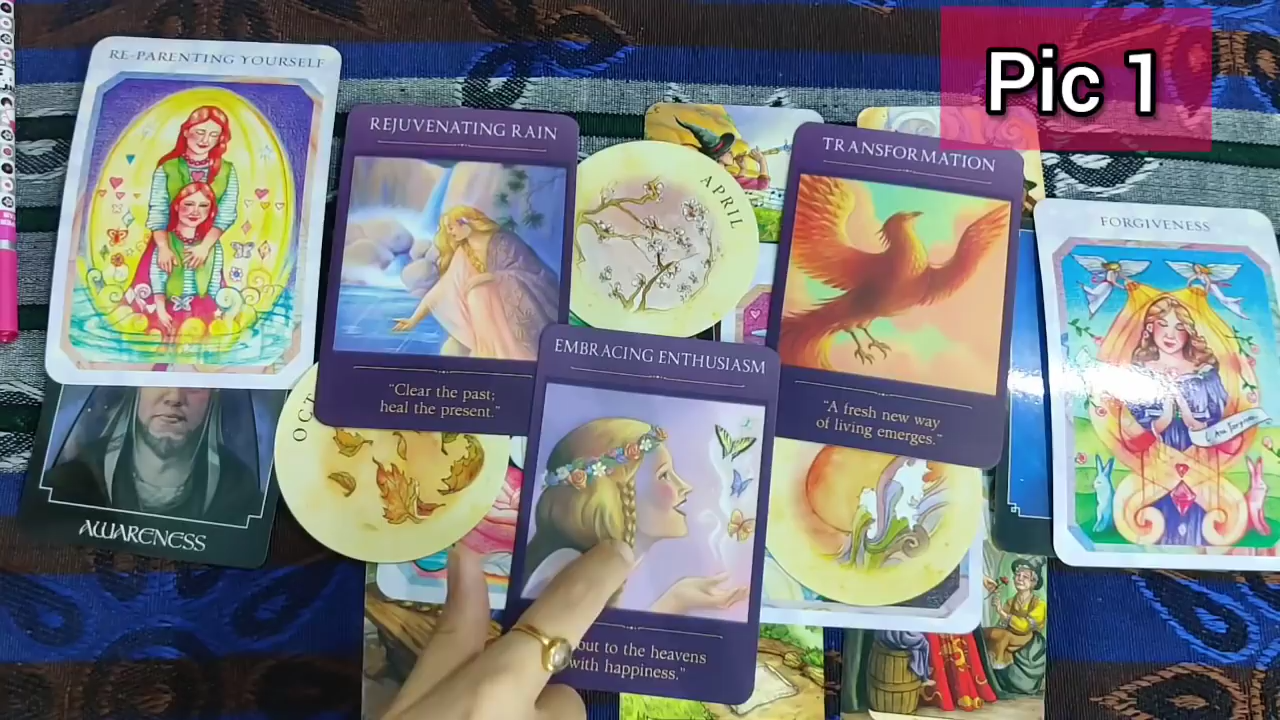 Pic 1
RE-PARENTING YOURSELF
REJUVENATING RAIN
"Clear the past;
heal the present."
APRIL
TRANSFORMATION
"A fresh new way
of living emerges."
FORGIVENESS
EMBRACING ENTHUSIASM
out to the heavens
with happiness."
OCT
AWARENESS